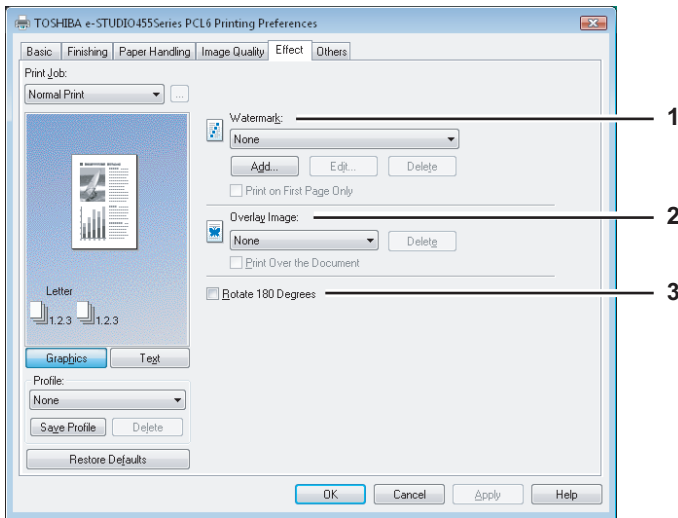 TOSHIBA e-STUDIO455Series PCL6 Printing Preferences
Basic Finishing Paper Handling Image Quality Effect Others
Print Job:
Normal Print ...
Watermark: 1
None
Add... Edit... Delete
Print on First Page Only
Overlay Image: 2
None Delete
Print Over the Document
Rotate 180 Degrees 3
Letter
1.2.3 1.2.3
Graphics Text
Profile:
None
Save Profile Delete
Restore Defaults
OK Cancel Apply Help